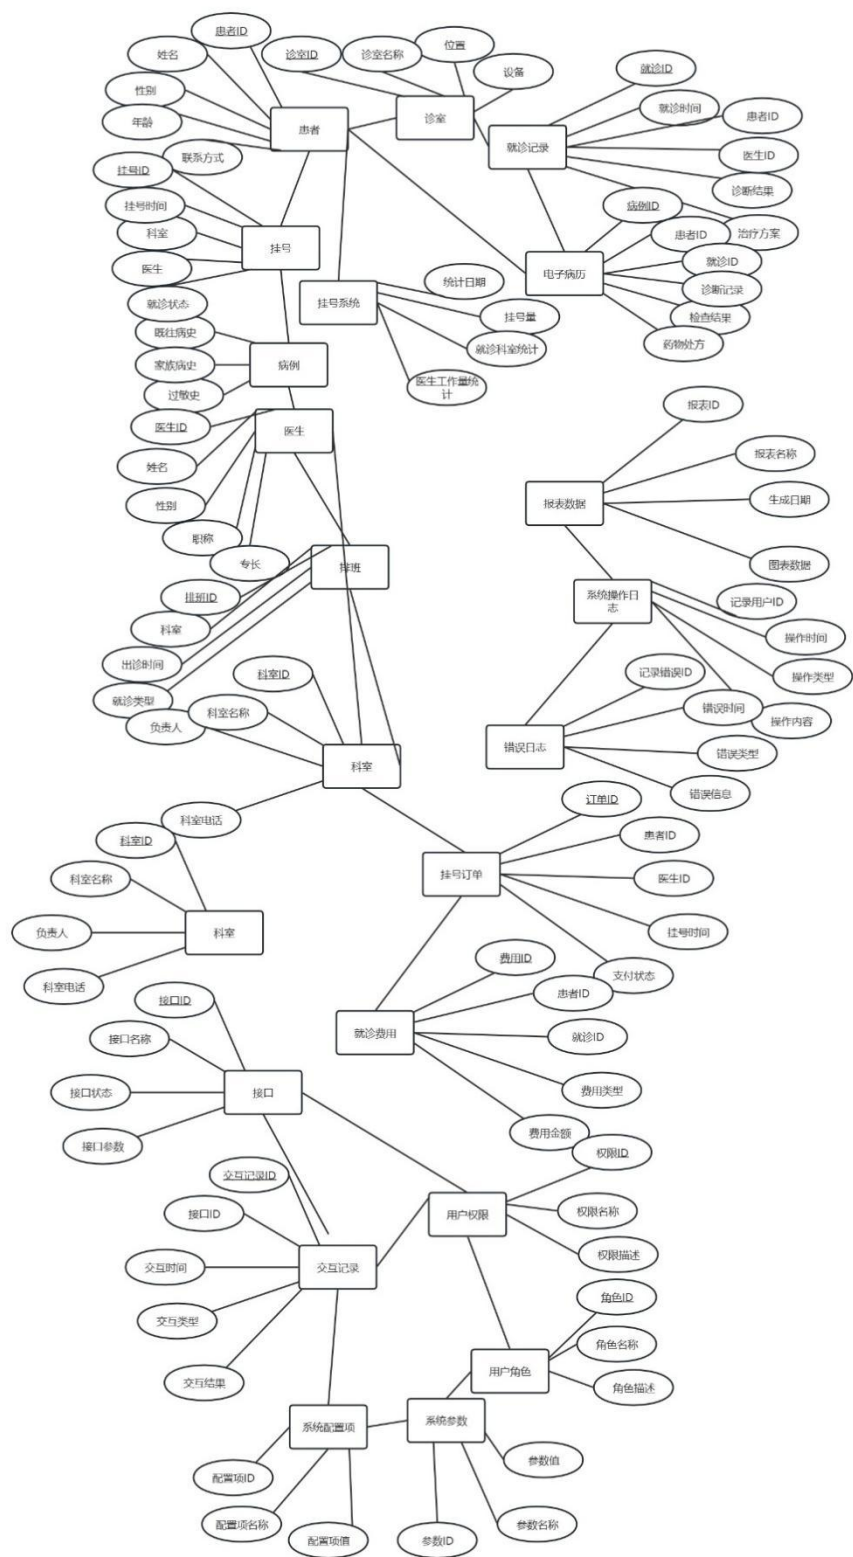 患者ID
姓名
性别
年龄
联系方式
患者
诊室ID
诊室名称
位置
设备
诊室
就诊ID
就诊时间
患者ID
医生ID
诊断结果
治疗方案
就诊记录
挂号ID
挂号时间
科室
医生
就诊状态
挂号
病例ID
患者ID
就诊ID
诊断记录
检查结果
药物处方
电子病历
挂号系统
统计日期
挂号量
就诊科室统计
医生工作量统
计
既往病史
家族病史
过敏史
病例
医生ID
姓名
性别
职称
专长
医生
报表ID
报表名称
生成日期
图表数据
报表数据
排班
排班ID
科室
出诊时间
就诊类型
系统操作日
志
记录用户ID
操作时间
操作类型
操作内容
科室ID
科室名称
负责人
科室电话
科室
记录错误ID
错误时间
错误类型
错误信息
错误日志
订单ID
患者ID
医生ID
挂号时间
支付状态
挂号订单
科室ID
科室名称
负责人
科室电话
科室
费用ID
患者ID
就诊ID
费用类型
费用金额
就诊费用
接口ID
接口名称
接口状态
接口参数
接口
权限ID
权限名称
权限描述
用户权限
交互记录ID
接口ID
交互时间
交互类型
交互结果
交互记录
角色ID
角色名称
角色描述
用户角色
系统配置项
配置项ID
配置项名称
配置项值
系统参数
参数值
参数名称
参数ID